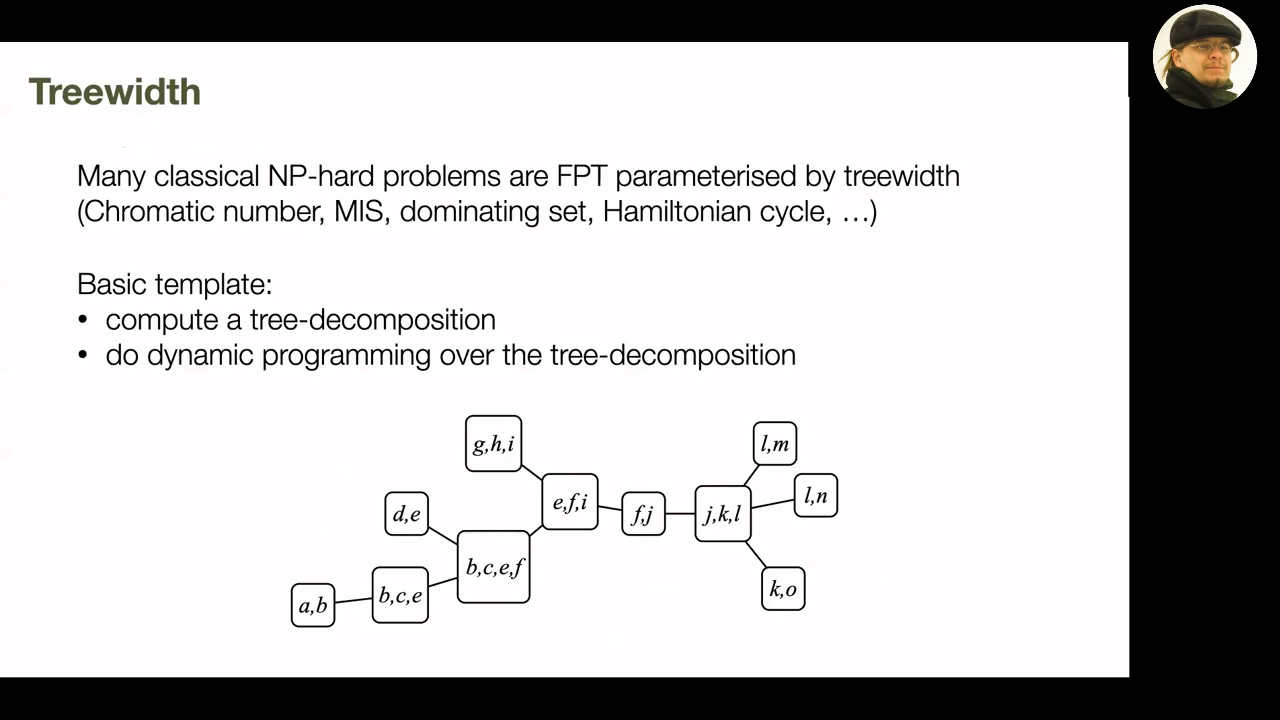 Treewidth
Many classical NP-hard problems are FPT parameterised by treewidth
(Chromatic number, MIS, dominating set, Hamiltonian cycle, …)
Basic template:
• compute a tree-decomposition
• do dynamic programming over the tree-decomposition
g,h,i
l,m
d,e
e,f,i
f,j
j,k,l
l,n
b,c,e,f
a,b
b,c,e
k,o